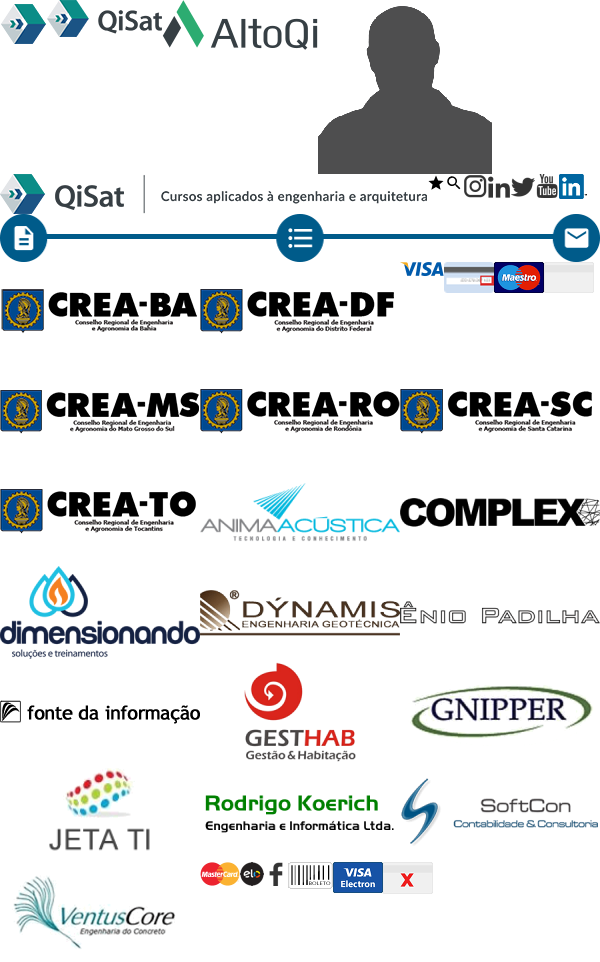 QiSat
AltoQi
QiSat
Cursos aplicados à engenharia e arquitetura
in
You
Tube
in
VISA
Maestro
CREA-BA
Conselho Regional de Engenharia
e Agronomia da Bahia
CREA-DF
Conselho Regional de Engenharia
e Agronomia do Distrito Federal
CREA-MS
Conselho Regional de Engenharia
e Agronomia do Mato Grosso do Sul
CREA-RO
Conselho Regional de Engenharia
e Agronomia de Rondônia
CREA-SC
Conselho Regional de Engenharia
e Agronomia de Santa Catarina
CREA-TO
Conselho Regional de Engenharia
e Agronomia de Tocantins
ANIMAACÚSTICA
TECNOLOGIA E CONHECIMENTO
COMPLEX
dimensionando
soluções e treinamentos
DÝNAMIS®
ENGENHARIA GEOTÉCNICA
ÊNIO PADILHA
fonte da informação
GESTHAB
Gestão & Habitação
GNIPPER
JETA TI
Rodrigo Koerich
Engenharia e Informática Ltda.
SoftCon
Contabilidade & Consultoria
MasterCard
elo
f
BOLETO
VISA
Electron
X
VentusCore
Engenharia do Concreto